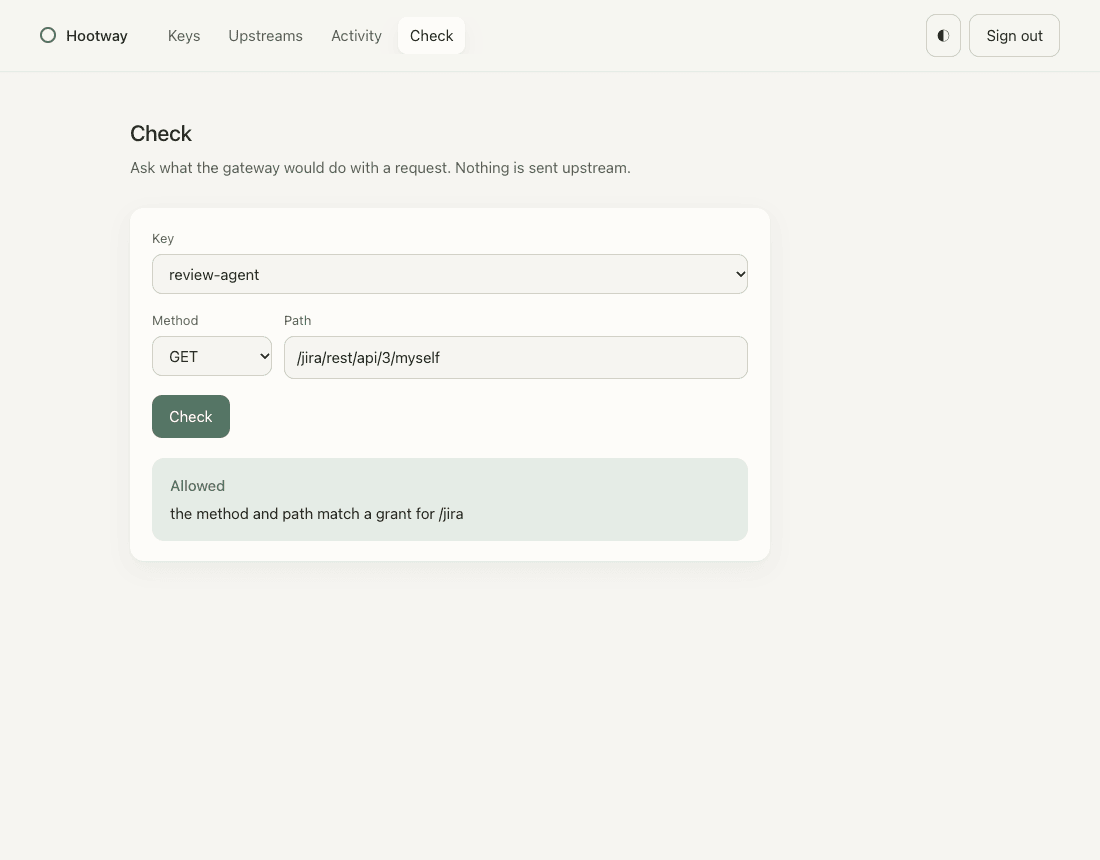 Hootway Keys Upstreams Activity Check Sign out
Check
Ask what the gateway would do with a request. Nothing is sent upstream.
Key
review-agent
Method Path
GET /jira/rest/api/3/myself
Check
Allowed
the method and path match a grant for /jira